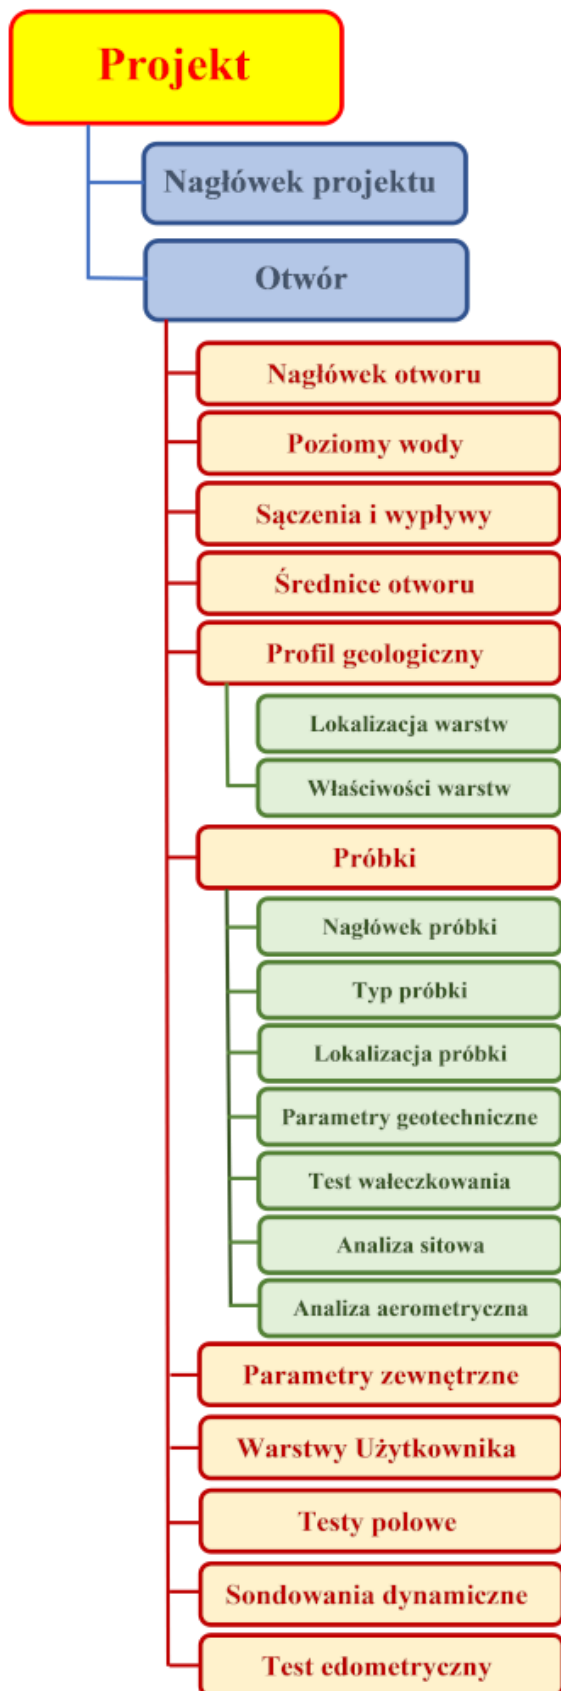 Projekt
Nagłówek projektu
Otwór
Nagłówek otworu
Poziomy wody
Sączenia i wypływy
Średnice otworu
Profil geologiczny
Lokalizacja warstw
Właściwości warstw
Próbki
Nagłówek próbki
Typ próbki
Lokalizacja próbki
Parametry geotechniczne
Test wałeczkowania
Analiza sitowa
Analiza aerometryczna
Parametry zewnętrzne
Warstwy Użytkownika
Testy polowe
Sondowania dynamiczne
Test edometryczny